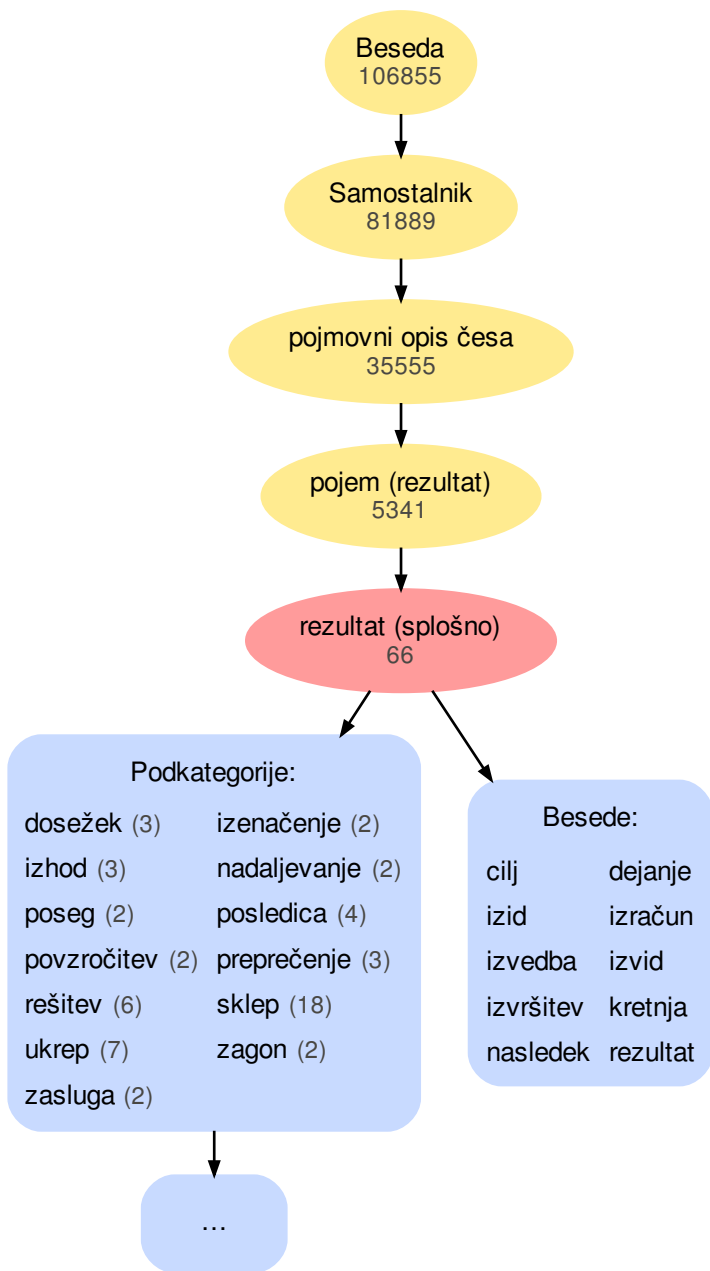 Beseda
106855
Samostalnik
81889
pojmovni opis česa
35555
pojem (rezultat)
5341
rezultat (splošno)
66
Podkategorije:
dosežek (3) izenačenje (2)
izhod (3) nadaljevanje (2)
poseg (2) posledica (4)
povzročitev (2) preprečenje (3)
rešitev (6) sklep (18)
ukrep (7) zagon (2)
zasluga (2)
Besede:
cilj dejanje
izid izračun
izvedba izvid
izvršitev kretnja
nasledek rezultat
...